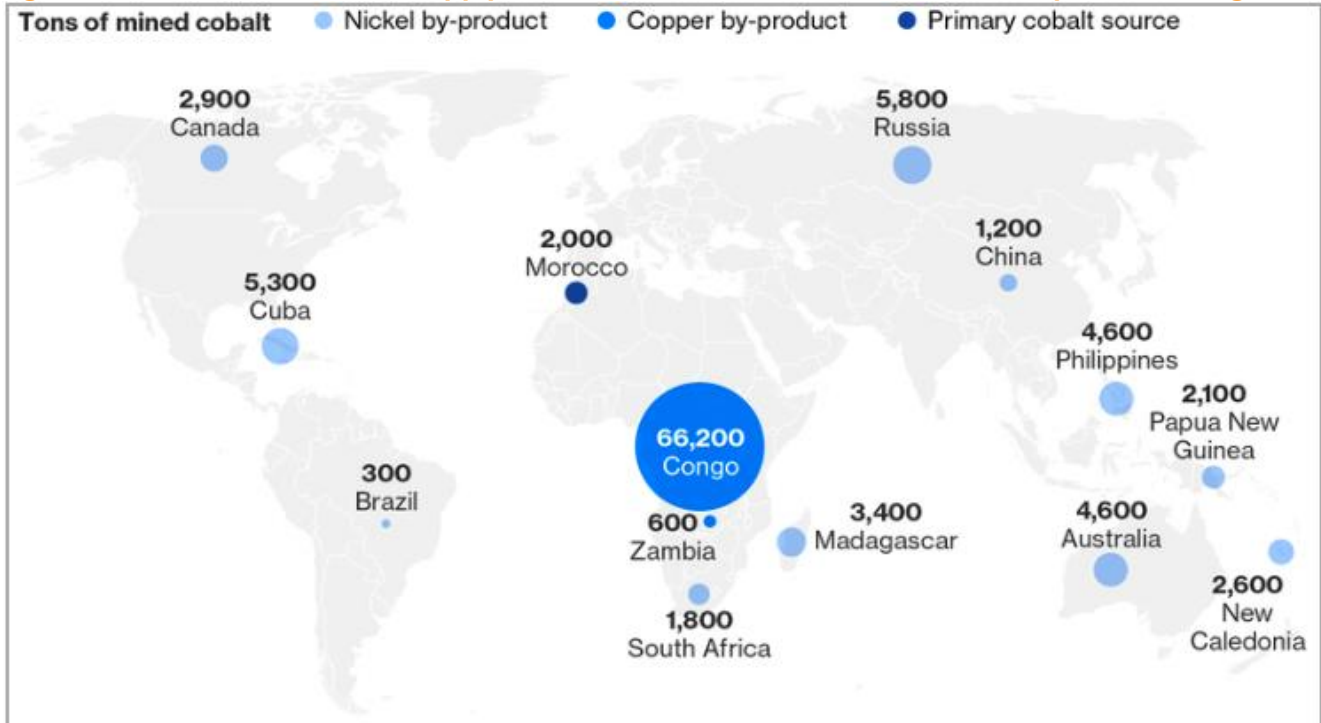 Tons of mined cobalt Nickel by-product Copper by-product Primary cobalt source
2,900
Canada
5,800
Russia
2,000
Morocco
1,200
China
5,300
Cuba
4,600
Philippines
2,100
Papua New
Guinea
66,200
Congo
300
Brazil
600
Zambia
3,400
Madagascar
4,600
Australia
1,800
South Africa
2,600
New
Caledonia